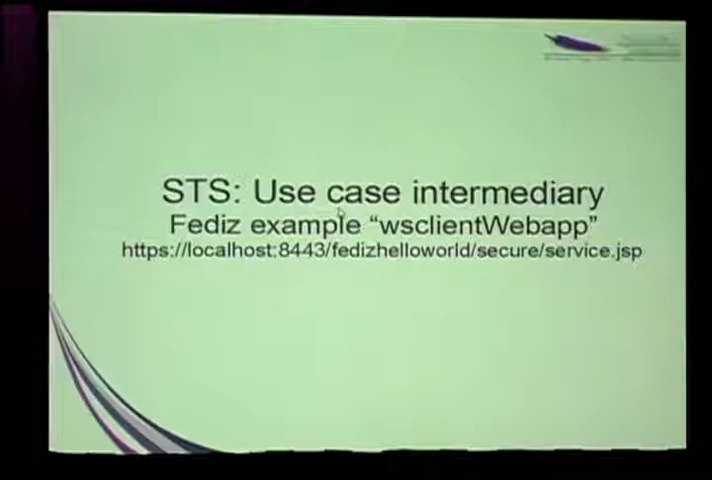 STS: Use case intermediary
Fediz example “wsclientWebapp”
https://localhost:8443/fedizhelloworld/secure/service.jsp